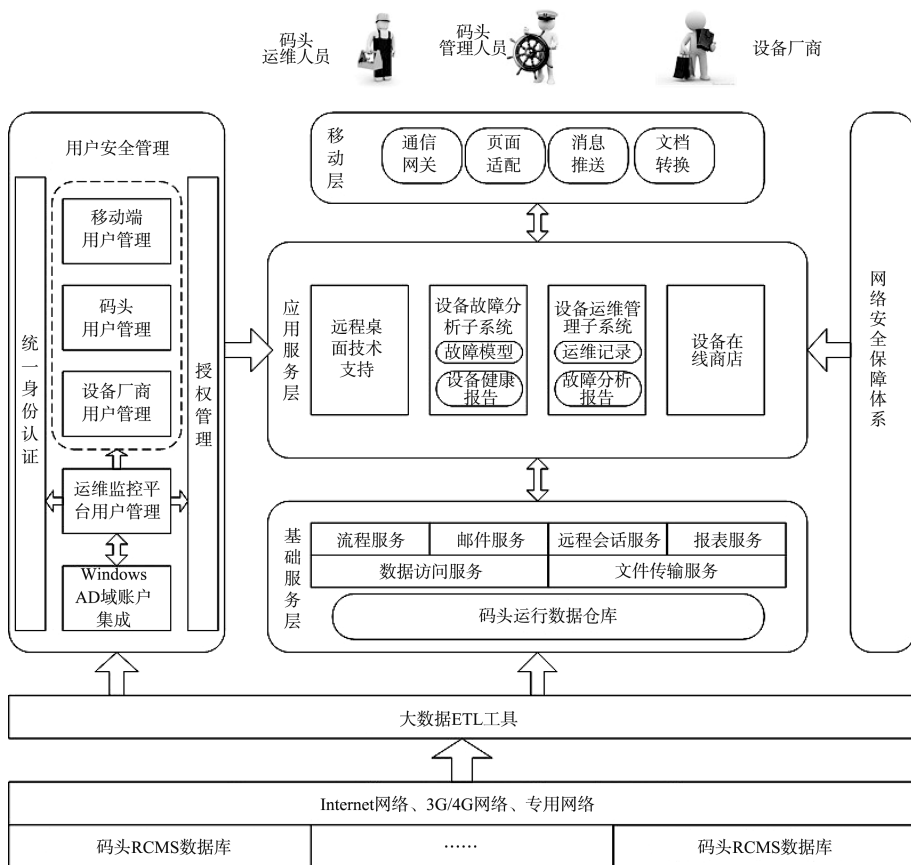 码头
运维人员
码头
管理人员
设备厂商
用户安全管理
统一身份认证
移动端
用户管理
码头
用户管理
设备厂商
用户管理
运维监控平
台用户管理
Windows
AD域账户
集成
授权管理
移动层
通信
网关
页面
适配
消息
推送
文档
转换
应用服务层
远程桌
面技术
支持
设备故障分
析子系统
故障模型
设备健康
报告
设备运维管
理子系统
运维记录
故障分析
报告
设备在
线商店
基础服务层
流程服务
邮件服务
远程会话服务
报表服务
数据访问服务
文件传输服务
码头运行数据仓库
网络安全保障体系
大数据ETL工具
Internet网络、3G/4G网络、专用网络
码头RCMS数据库
……
码头RCMS数据库